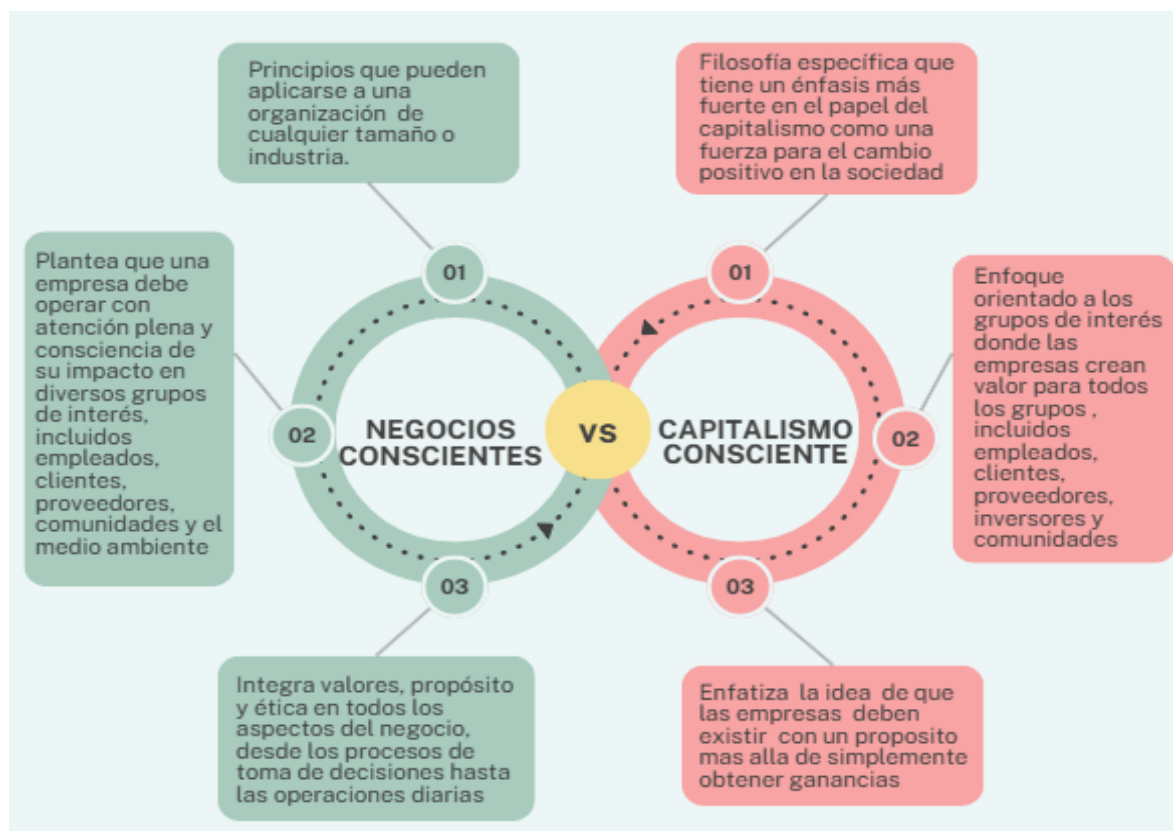 Principios que pueden
aplicarse a una
organización de
cualquier tamaño o
industria.
Filosofía específica que
tiene un énfasis más
fuerte en el papel del
capitalismo como una
fuerza para el cambio
positivo en la sociedad
Plantea que una
empresa debe
operar con
atención plena y
consciencia de
su impacto en
diversos grupos
de interés,
incluidos
empleados,
clientes,
proveedores,
comunidades y el
medio ambiente
01
02
03
NEGOCIOS
CONSCIENTES
VS
CAPITALISMO
CONSCIENTE
01
02
03
Enfoque
orientado a los
grupos de interés
donde las
empresas crean
valor para todos
los grupos ,
incluidos
empleados,
clientes,
proveedores,
inversores y
comunidades
Integra valores, propósito
y ética en todos los
aspectos del negocio,
desde los procesos de
toma de decisiones hasta
las operaciones diarias
Enfatiza la idea de que
las empresas deben
existir con un proposito
mas alla de simplemente
obtener ganancias